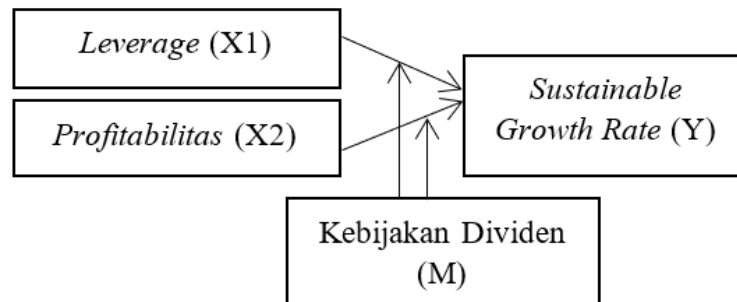 Leverage (X1)
Profitabilitas (X2)
Sustainable
Growth Rate (Y)
Kebijakan Dividen
(M)